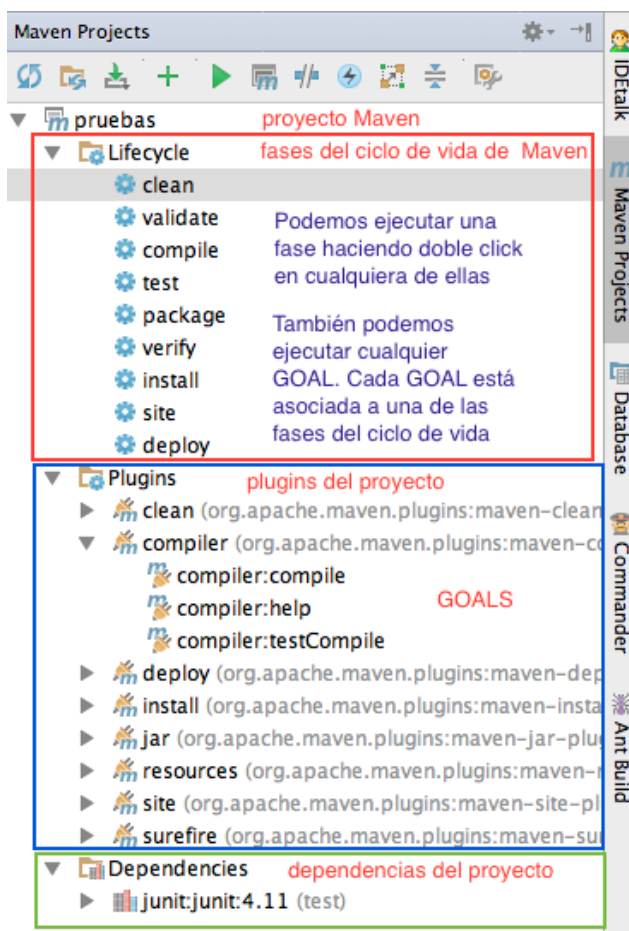 Maven Projects
pruebas proyecto Maven
Lifecycle fases del ciclo de vida de Maven
clean
validate
compile
test
package
verify
install
site
deploy
Podemos ejecutar una
fase haciendo doble click
en cualquiera de ellas
También podemos
ejecutar cualquier
GOAL. Cada GOAL está
asociada a una de las
fases del ciclo de vida
Plugins plugins del proyecto
clean (org.apache.maven.plugins:maven-clean
compiler (org.apache.maven.plugins:maven-co
compiler:compile
compiler:help
compiler:testCompile
GOALS
deploy (org.apache.maven.plugins:maven-dep
install (org.apache.maven.plugins:maven-insta
jar (org.apache.maven.plugins:maven-jar-plug
resources (org.apache.maven.plugins:maven-r
site (org.apache.maven.plugins:maven-site-pl
surefire (org.apache.maven.plugins:maven-sur
Dependencies dependencias del proyecto
junit:junit:4.11 (test)
IDEtalk
Maven Projects
Database
Commander
Ant Build